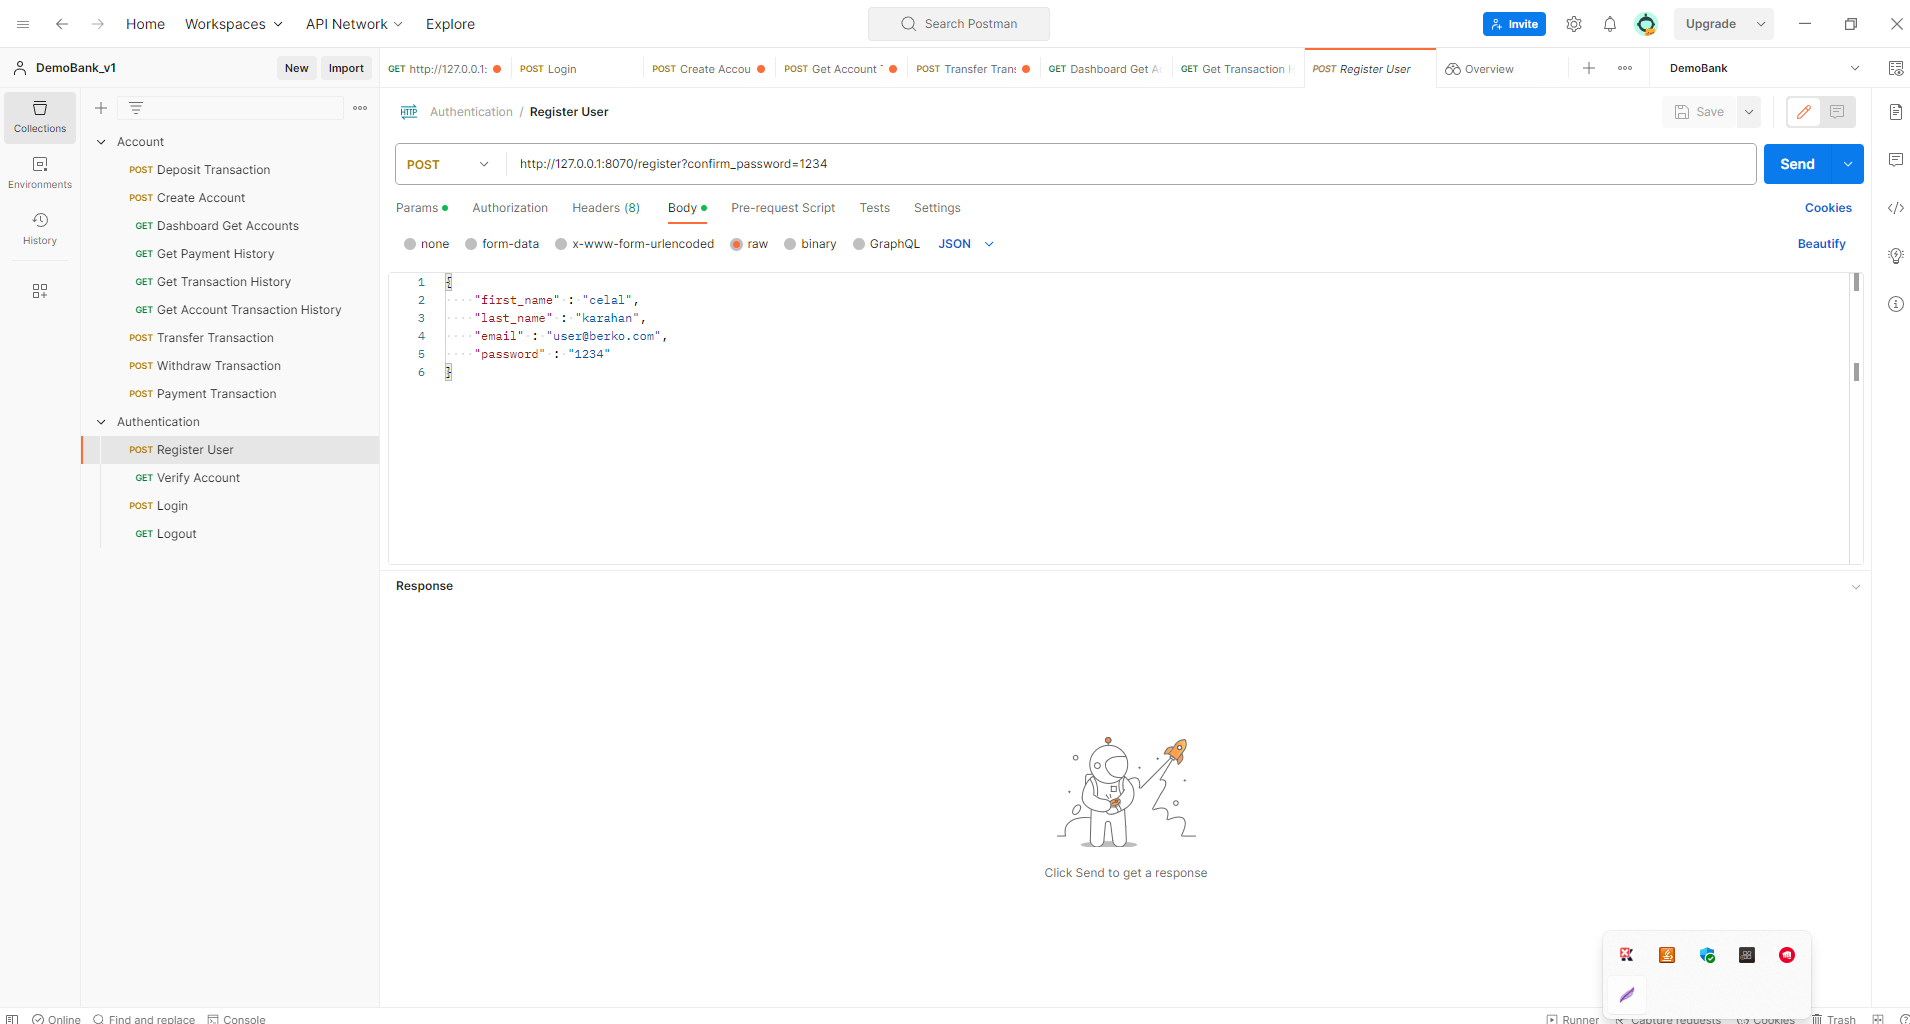 Home
Workspaces
API Network
Explore
Search Postman
Invite
Upgrade
DemoBank_v1
New
Import
GET http://127.0.0.1:
POST Login
POST Create Accou
POST Get Account
POST Transfer Trans
GET Dashboard Get A
GET Get Transaction H
POST Register User
Overview
DemoBank
Collections
Environments
History
Account
POST Deposit Transaction
POST Create Account
GET Dashboard Get Accounts
GET Get Payment History
GET Get Transaction History
GET Get Account Transaction History
POST Transfer Transaction
POST Withdraw Transaction
POST Payment Transaction
Authentication
POST Register User
GET Verify Account
POST Login
GET Logout
HTTP
Authentication / Register User
Save
POST
http://127.0.0.1:8070/register?confirm_password=1234
Send
Params
Authorization
Headers (8)
Body
Pre-request Script
Tests
Settings
Cookies
none
form-data
x-www-form-urlencoded
raw
binary
GraphQL
JSON
Beautify
1 {
2 "first_name" : "celal",
3 "last_name" : "karahan",
4 "email" : "user@berko.com",
5 "password" : "1234"
6 }
Response
Click Send to get a response
Online
Find and replace
Console
Runner
Capture requests
Cookies
Trash